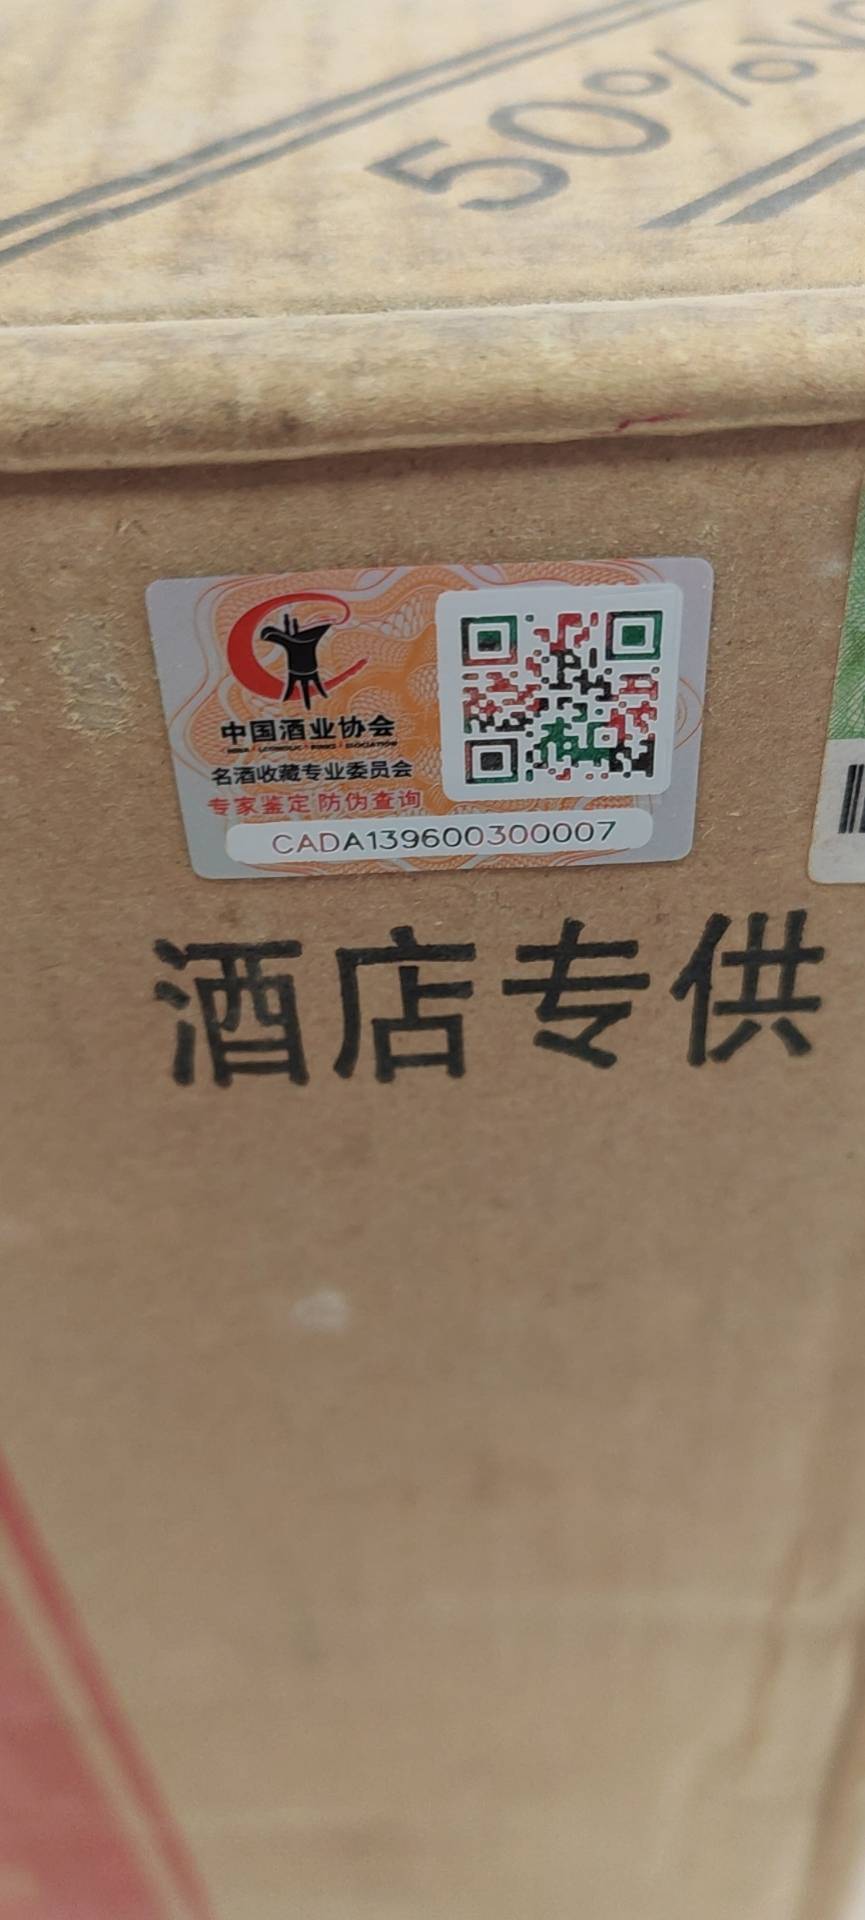 50%vo
中国酒业协会
名酒收藏专业委员会
专家鉴定 防伪查询
CADA139600300007
酒店专供